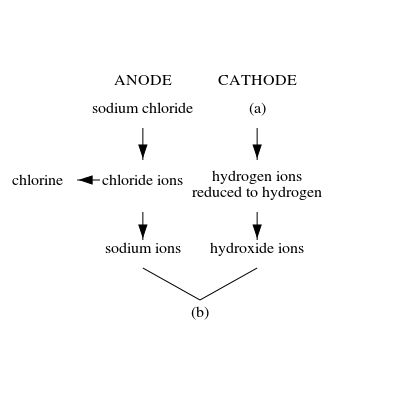 ANODE CATHODE
sodium chloride (a)
chlorine chloride ions hydrogen ions
reduced to hydrogen
sodium ions hydroxide ions
(b)